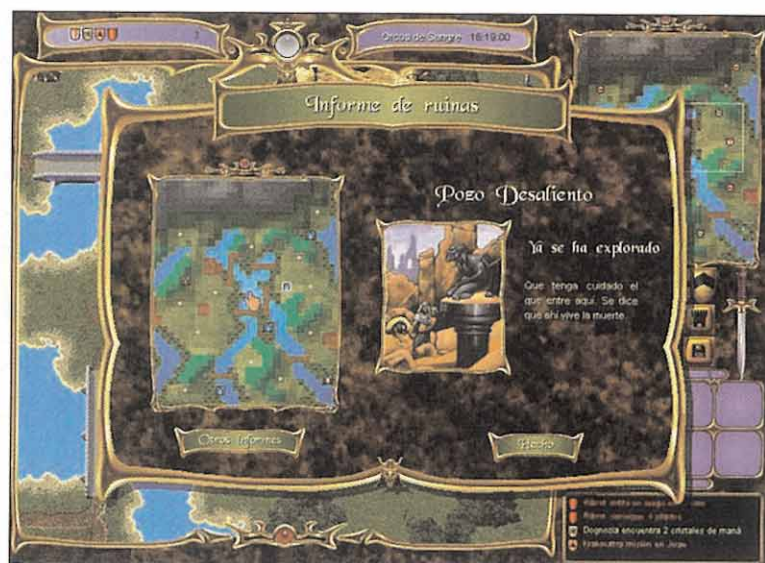 Orcos de Sangre 16:19:00
Informe de ruinas
Pozo Desaliento
Ya se ha explorado
Que tenga cuidado el
que entre aquí. Se dice
que ahí vive la muerte.
Otros informes
Hecho
Dognacia encuentra 2 cristales de maná